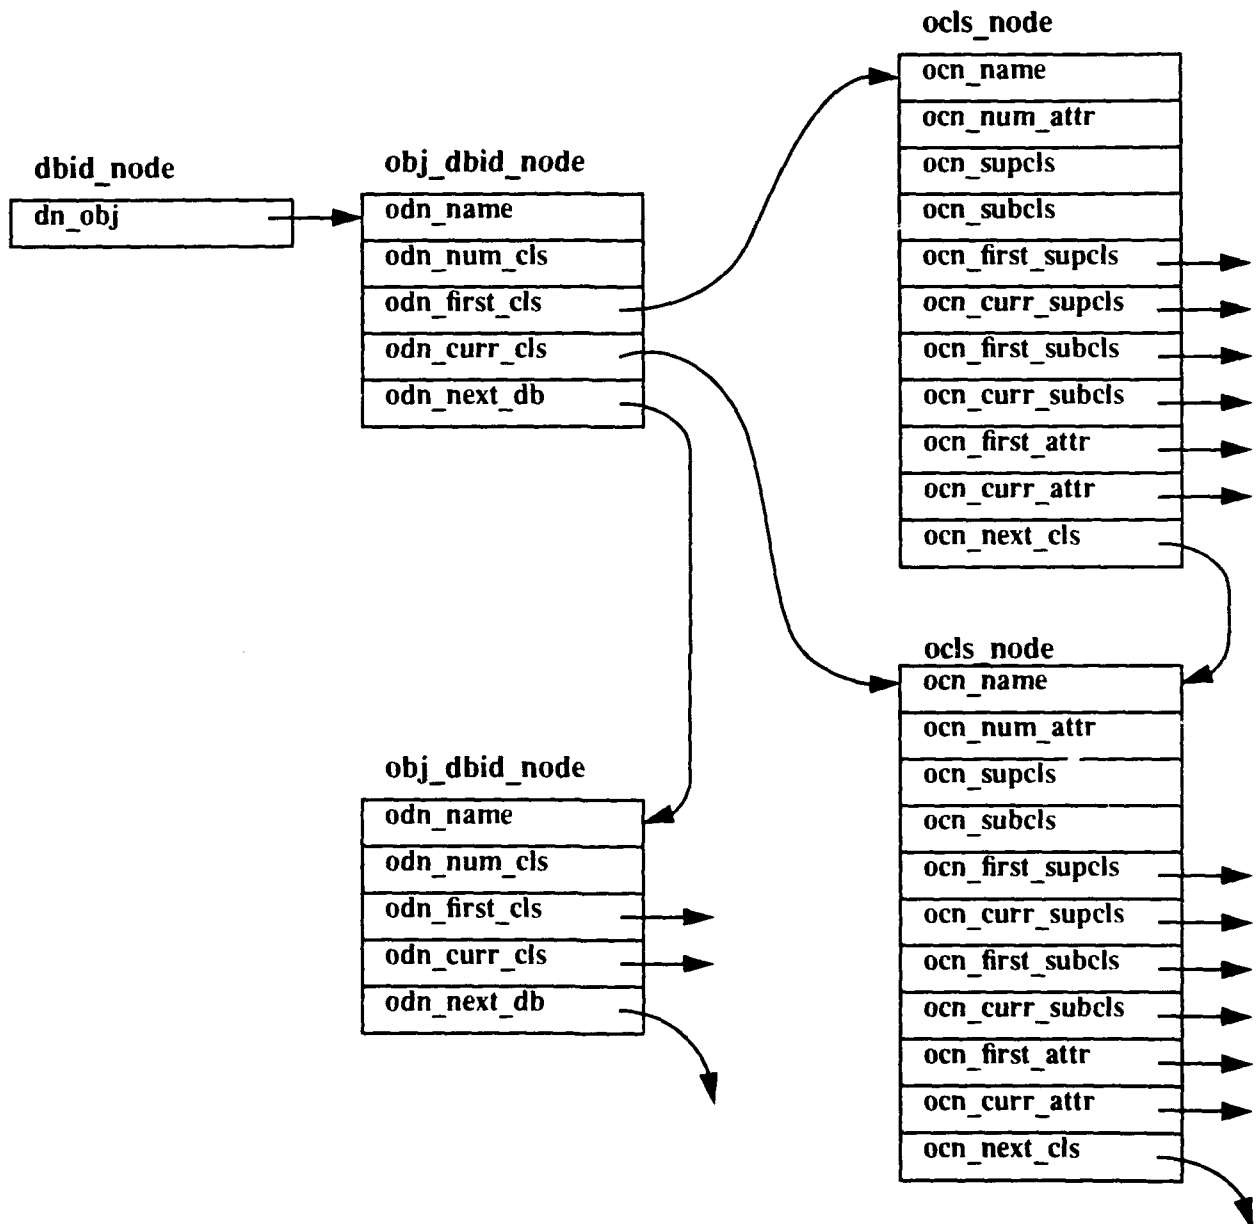 dbid_node
dn_obj
obj_dbid_node
odn_name
odn_num_cls
odn_first_cls
odn_curr_cls
odn_next_db
obj_dbid_node
odn_name
odn_num_cls
odn_first_cls
odn_curr_cls
odn_next_db
ocls_node
ocn_name
ocn_num_attr
ocn_supcls
ocn_subcls
ocn_first_supcls
ocn_curr_supcls
ocn_first_subcls
ocn_curr_subcls
ocn_first_attr
ocn_curr_attr
ocn_next_cls
ocls_node
ocn_name
ocn_num_attr
ocn_supcls
ocn_subcls
ocn_first_supcls
ocn_curr_supcls
ocn_first_subcls
ocn_curr_subcls
ocn_first_attr
ocn_curr_attr
ocn_next_cls